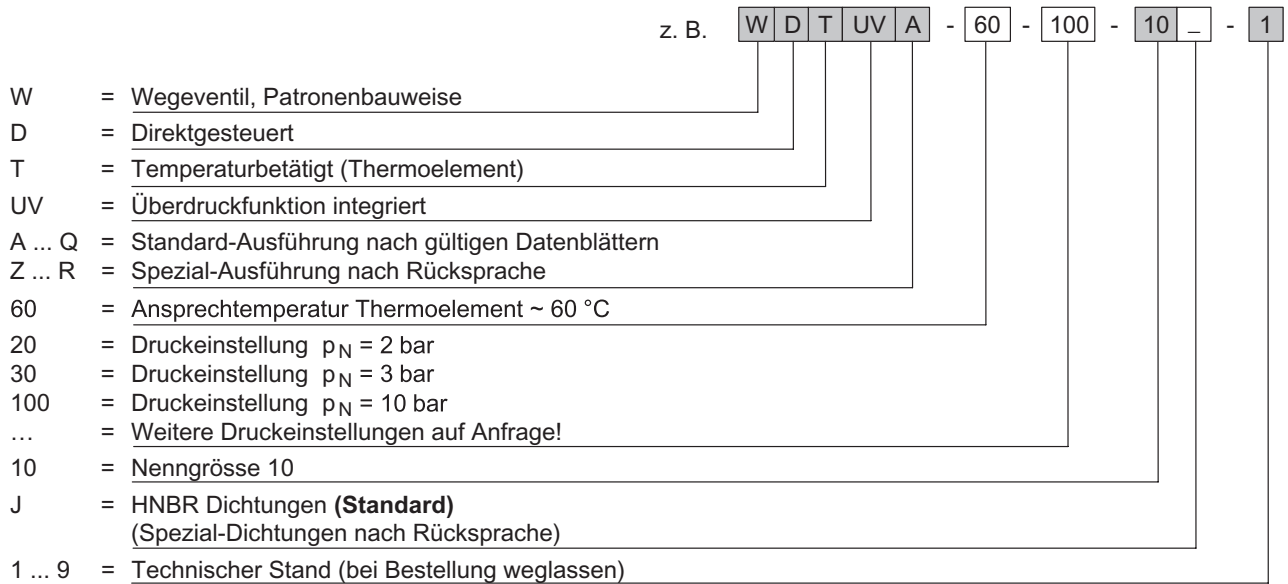 z. B. W D T UV A - 60 - 100 - 10 _ - 1
W = Wegeventil, Patronenbauweise
D = Direktgesteuert
T = Temperaturbetätigt (Thermoelement)
UV = Überdruckfunktion integriert
A ... Q = Standard-Ausführung nach gültigen Datenblättern
Z ... R = Spezial-Ausführung nach Rücksprache
60 = Ansprechtemperatur Thermoelement ~ 60 °C
20 = Druckeinstellung pN = 2 bar
30 = Druckeinstellung pN = 3 bar
100 = Druckeinstellung pN = 10 bar
… = Weitere Druckeinstellungen auf Anfrage!
10 = Nenngrösse 10
J = HNBR Dichtungen (Standard)
(Spezial-Dichtungen nach Rücksprache)
1 ... 9 = Technischer Stand (bei Bestellung weglassen)